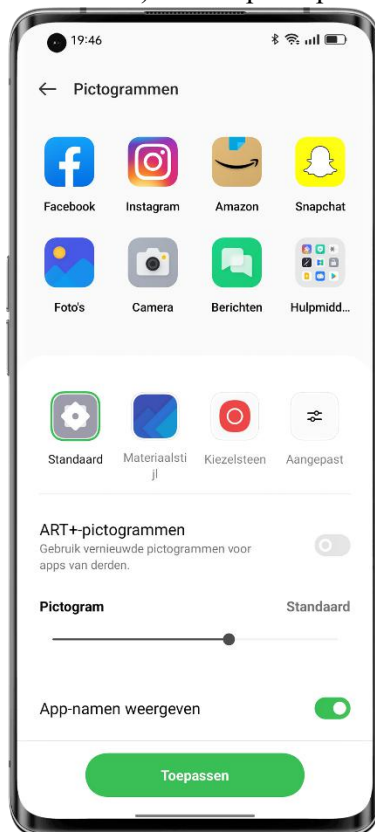 19:46
Pictogrammen
Facebook Instagram Amazon Snapchat
Foto's Camera Berichten Hulpmidd...
Standaard Materiaalsti Kiezelsteen Aangepast
jl
ART+-pictogrammen
Gebruik vernieuwde pictogrammen voor
apps van derden.
Pictogram Standaard
App-namen weergeven
Toepassen